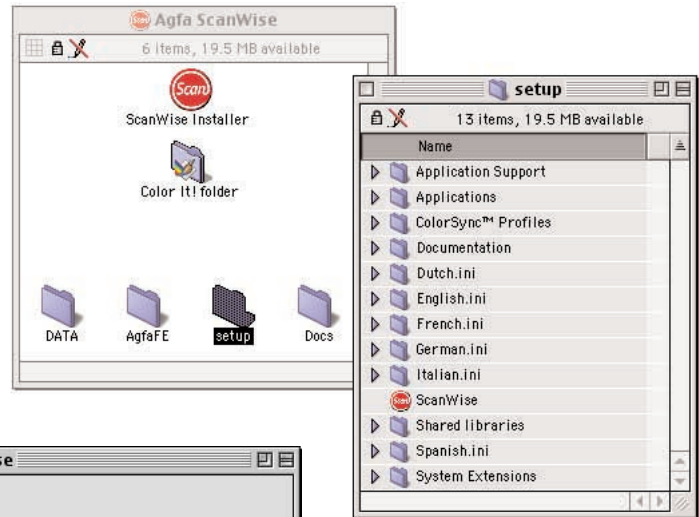 Agfa ScanWise
6 items, 19.5 MB available
Scan
ScanWise Installer
Color It! folder
DATA
AgfaFE
setup
Docs
setup
13 items, 19.5 MB available
Name
Application Support
Applications
ColorSync™ Profiles
Documentation
Dutch.ini
English.ini
French.ini
German.ini
Italian.ini
ScanWise
Shared libraries
Spanish.ini
System Extensions
se